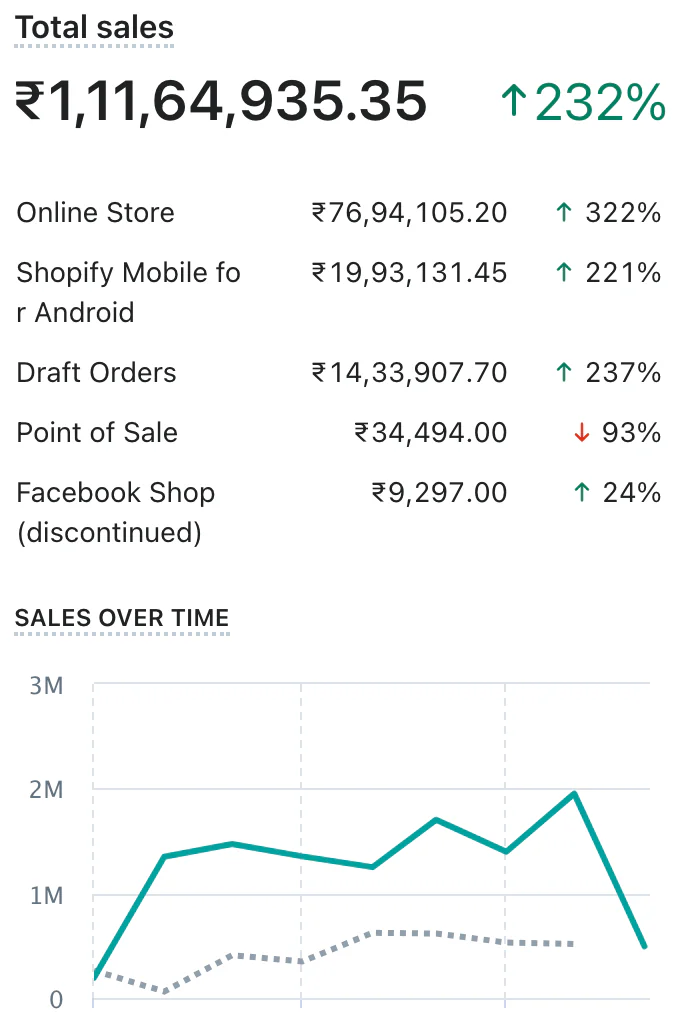 Total sales
₹1,11,64,935.35 ↑232%
Online Store ₹76,94,105.20 ↑ 322%
Shopify Mobile fo ₹19,93,131.45 ↑ 221%
r Android
Draft Orders ₹14,33,907.70 ↑ 237%
Point of Sale ₹34,494.00 ↓ 93%
Facebook Shop ₹9,297.00 ↑ 24%
(discontinued)
SALES OVER TIME
3M
2M
1M
0